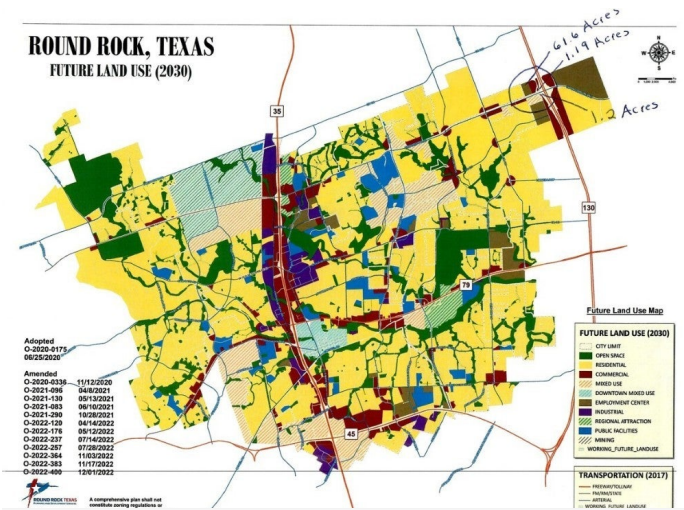 ROUND ROCK, TEXAS
FUTURE LAND USE (2030)
61.6 Acres
1.19 Acres
1.2 Acres
N
W
E
S
35
130
79
45
Adopted
O-2020-0175
06/25/2020
Amended
O-2020-0336 11/12/2020
O-2021-096 04/8/2021
O-2021-130 05/13/2021
O-2021-083 06/10/2021
O-2021-290 10/28/2021
O-2022-120 04/14/2022
O-2022-176 05/12/2022
O-2022-237 07/14/2022
O-2022-257 07/28/2022
O-2022-364 11/03/2022
O-2022-383 11/17/2022
O-2022-400 12/01/2022
ROUND ROCK TEXAS
A comprehensive plan shall not
constitute zoning regulations or
Future Land Use Map
FUTURE LAND USE (2030)
CITY LIMIT
OPEN SPACE
RESIDENTIAL
COMMERCIAL
MIXED USE
DOWNTOWN MIXED USE
EMPLOYMENT CENTER
INDUSTRIAL
REGIONAL ATTRACTION
PUBLIC FACILITIES
MINING
WORKING_FUTURE_LANDUSE
TRANSPORTATION (2017)
FREEWAY/TOLLWAY
FM/RM/STATE
ARTERIAL
WORKING_FUTURE_LANDUSE